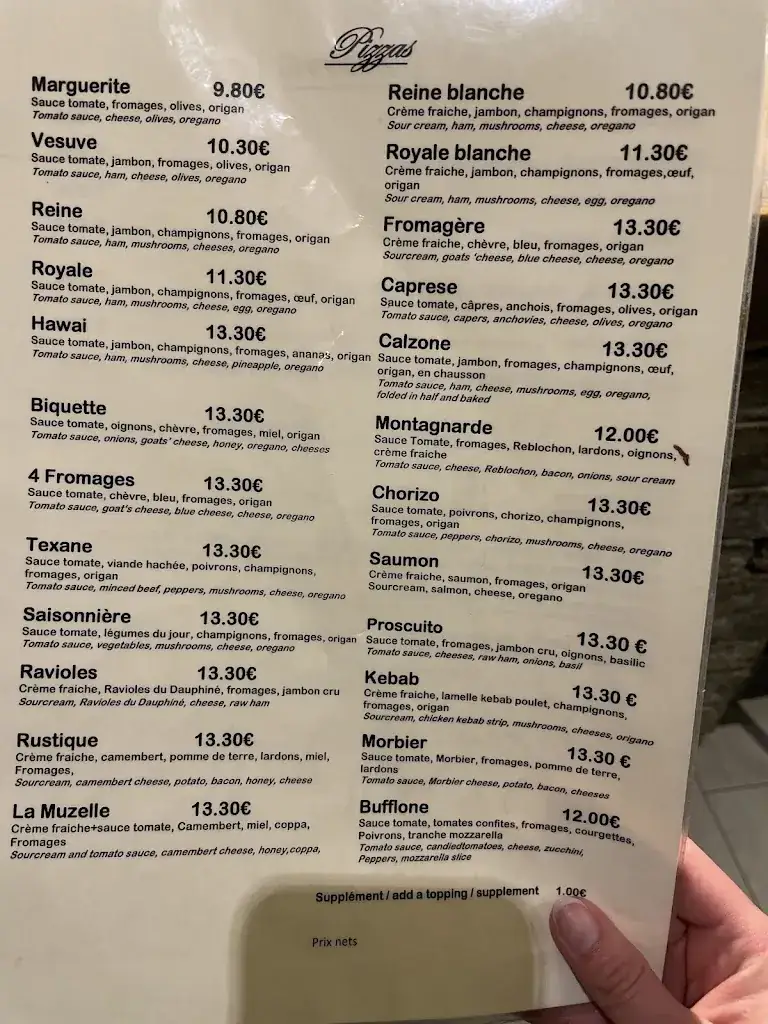 Pizzas
Marguerite 9.80€
Sauce tomate, fromages, olives, origan
Tomato sauce, cheese, olives, oregano
Vesuve 10.30€
Sauce tomate, jambon, fromages, olives, origan
Tomato sauce, ham, cheese, olives, oregano
Reine 10.80€
Sauce tomate, jambon, champignons, fromages, origan
Tomato sauce, ham, mushrooms, cheeses, oregano
Royale 11.30€
Sauce tomate, jambon, champignons, fromages, œuf, origan
Tomato sauce, ham, mushrooms, cheese, egg, oregano
Hawai 13.30€
Sauce tomate, jambon, champignons, fromages, ananas, origan
Tomato sauce, ham, mushrooms, cheese, pineapple, oregano
Biquette 13.30€
Sauce tomate, oignons, chèvre, fromages, miel, origan
Tomato sauce, onions, goats' cheese, honey, oregano, cheeses
4 Fromages 13.30€
Sauce tomate, chèvre, bleu, fromages, origan
Tomato sauce, goat's cheese, blue cheese, cheese, oregano
Texane 13.30€
Sauce tomate, viande hachée, poivrons, champignons,
fromages, origan
Tomato sauce, minced beef, peppers, mushrooms, cheese, oregano
Saisonnière 13.30€
Sauce tomate, légumes du jour, champignons, fromages, origan
Tomato sauce, vegetables, mushrooms, cheese, oregano
Ravioles 13.30€
Crème fraiche, Ravioles du Dauphiné, fromages, jambon cru
Sourcream, Ravioles du Dauphiné, cheese, raw ham
Rustique 13.30€
Crème fraiche, camembert, pomme de terre, lardons, miel,
Fromages,
Sourcream, camembert cheese, potato, bacon, honey, cheese
La Muzelle 13.30€
Crème fraiche+sauce tomate, Camembert, miel, coppa,
Fromages
Sourcream and tomato sauce, camembert cheese, honey,coppa,
Reine blanche 10.80€
Crème fraiche, jambon, champignons, fromages, origan
Sour cream, ham, mushrooms, cheese, oregano
Royale blanche 11.30€
Crème fraiche, jambon, champignons, fromages,œuf,
origan
Sour cream, ham, mushrooms, cheese, egg, oregano
Fromagère 13.30€
Crème fraiche, chèvre, bleu, fromages, origan
Sourcream, goats 'cheese, blue cheese, cheese, oregano
Caprese 13.30€
Sauce tomate, câpres, anchois, fromages, olives, origan
Tomato sauce, capers, anchovies, cheese, olives, oregano
Calzone 13.30€
Sauce tomate, jambon, fromages, champignons, œuf,
origan, en chausson
Tomato sauce, ham, cheese, mushrooms, egg, oregano,
folded in half and baked
Montagnarde 12.00€
Sauce Tomate, fromages, Reblochon, lardons, oignons,
crème fraiche
Tomato sauce, cheese, Reblochon, bacon, onions, sour cream
Chorizo 13.30€
Sauce tomate, poivrons, chorizo, champignons,
fromages, origan
Tomato sauce, peppers, chorizo, mushrooms, cheese, oregano
Saumon 13.30€
Crème fraiche, saumon, fromages, origan
Sourcream, salmon, cheese, oregano
Proscuito 13.30 €
Sauce tomate, fromages, jambon cru, oignons, basilic
Tomato sauce, cheeses, raw ham, onions, basil
Kebab 13.30 €
Crème fraiche, lamelle kebab poulet, champignons,
fromages, origan
Sourcream, chicken kebab strip, mushrooms, cheeses, origano
Morbier 13.30 €
Sauce tomate, Morbier, fromages, pomme de terre,
lardons
Tomato sauce, Morbier cheese, potato, bacon, cheeses
Bufflone 12.00€
Sauce tomate, tomates confites, fromages, courgettes,
Poivrons, tranche mozzarella
Tomato sauce, candiedtomatoes, cheese, zucchini,
Peppers, mozzarella slice
Supplément / add a topping / supplement 1.00€
Prix nets